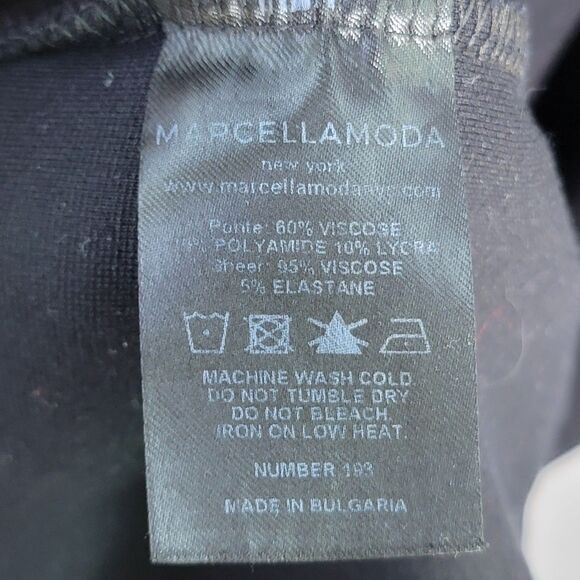 MARCELLAMODA
new york
www.marcellamodanyc.com
Ponte: 60% VISCOSE
POLYAMIDE 10% LYCRA
Sheer: 95% VISCOSE
5% ELASTANE
MACHINE WASH COLD
DO NOT TUMBLE DRY
DO NOT BLEACH.
IRON ON LOW HEAT.
NUMBER 193
MADE IN BULGARIA